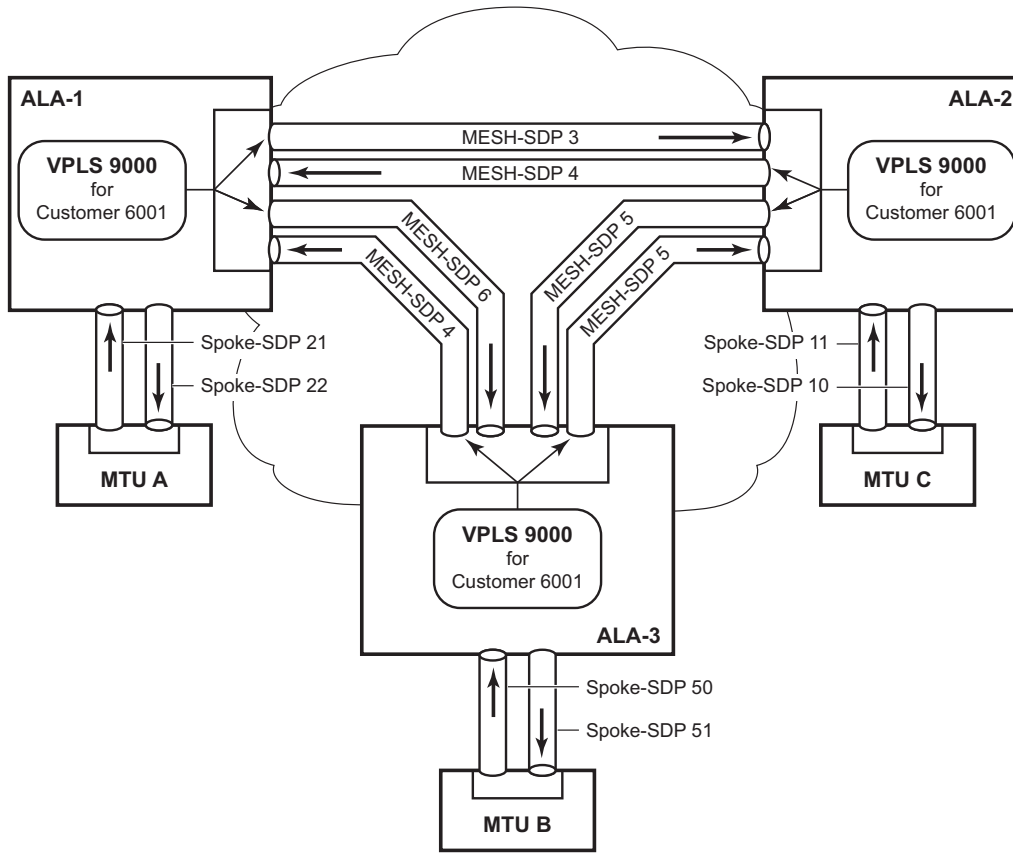 ALA-1
ALA-2
VPLS 9000
for
Customer 6001
MESH-SDP 3
MESH-SDP 4
VPLS 9000
for
Customer 6001
MESH-SDP 6
MESH-SDP 4
MESH-SDP 5
MESH-SDP 5
Spoke-SDP 21
Spoke-SDP 22
Spoke-SDP 11
Spoke-SDP 10
MTU A
MTU C
VPLS 9000
for
Customer 6001
ALA-3
Spoke-SDP 50
Spoke-SDP 51
MTU B